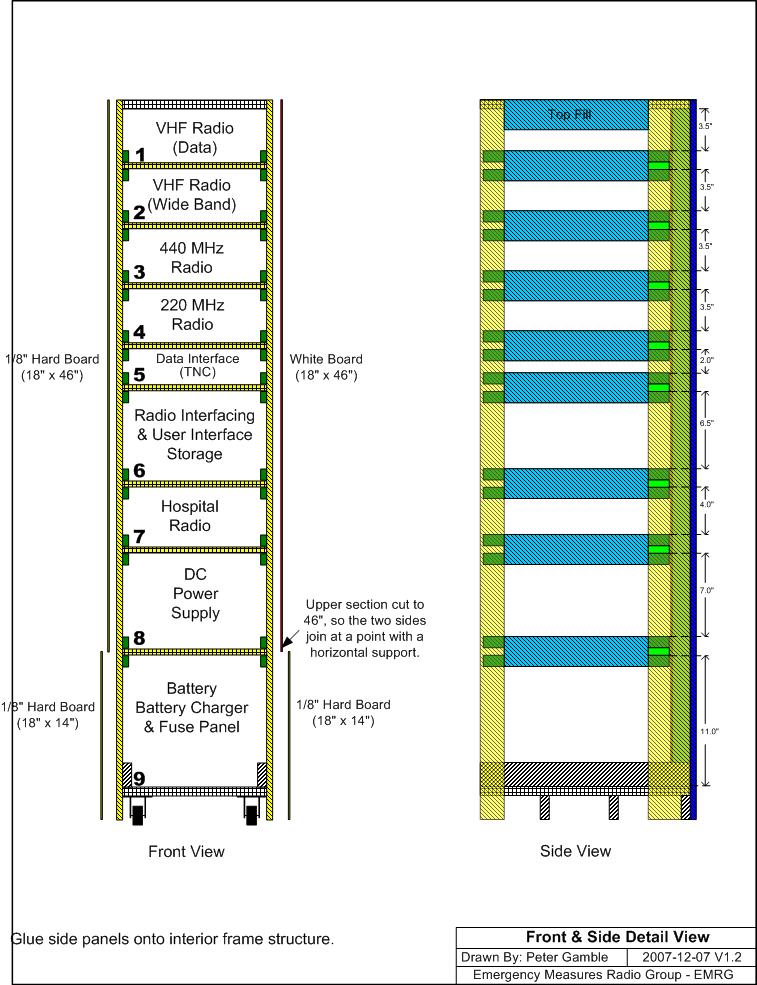 VHF Radio
(Data)
1
VHF Radio
(Wide Band)
2
440 MHz
Radio
3
220 MHz
Radio
4
Data Interface
(TNC)
5
Radio Interfacing
& User Interface
Storage
6
Hospital
Radio
7
DC
Power
Supply
8
Battery
Battery Charger
& Fuse Panel
9
1/8" Hard Board
(18" x 46")
White Board
(18" x 46")
Upper section cut to
46", so the two sides
join at a point with a
horizontal support.
1/8" Hard Board
(18" x 14")
1/8" Hard Board
(18" x 14")
Front View
Top Fill
3.5"
3.5"
3.5"
3.5"
2.0"
6.5"
4.0"
7.0"
11.0"
Side View
Glue side panels onto interior frame structure.
Front & Side Detail View
Drawn By: Peter Gamble 2007-12-07 V1.2
Emergency Measures Radio Group - EMRG